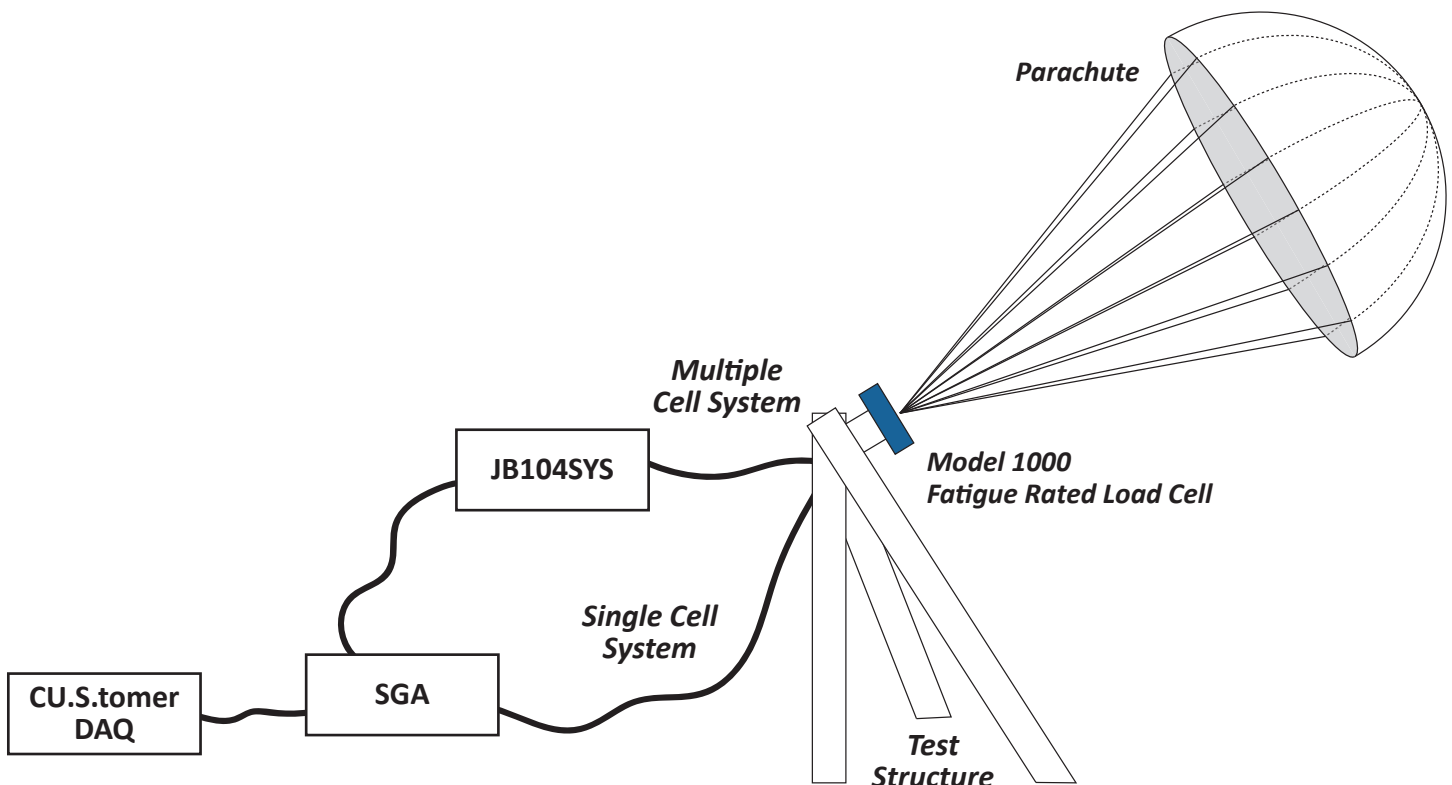 Parachute
Multiple
Cell System
JB104SYS
Model 1000
Fatigue Rated Load Cell
Single Cell
System
SGA
CU.S.tomer
DAQ
Test
Structure